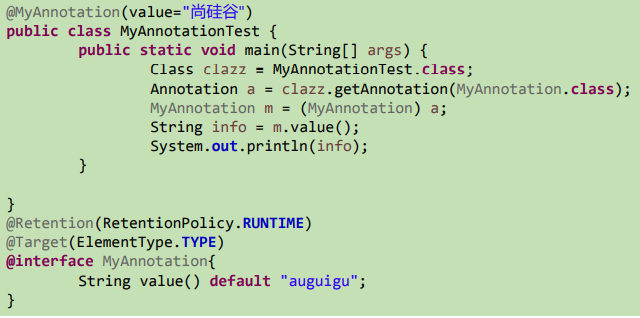 @MyAnnotation(value="尚硅谷")
public class MyAnnotationTest {
public static void main(String[] args) {
Class clazz = MyAnnotationTest.class;
Annotation a = clazz.getAnnotation(MyAnnotation.class);
MyAnnotation m = (MyAnnotation) a;
String info = m.value();
System.out.println(info);
}
}
@Retention(RetentionPolicy.RUNTIME)
@Target(ElementType.TYPE)
@interface MyAnnotation{
String value() default "auguigu";
}